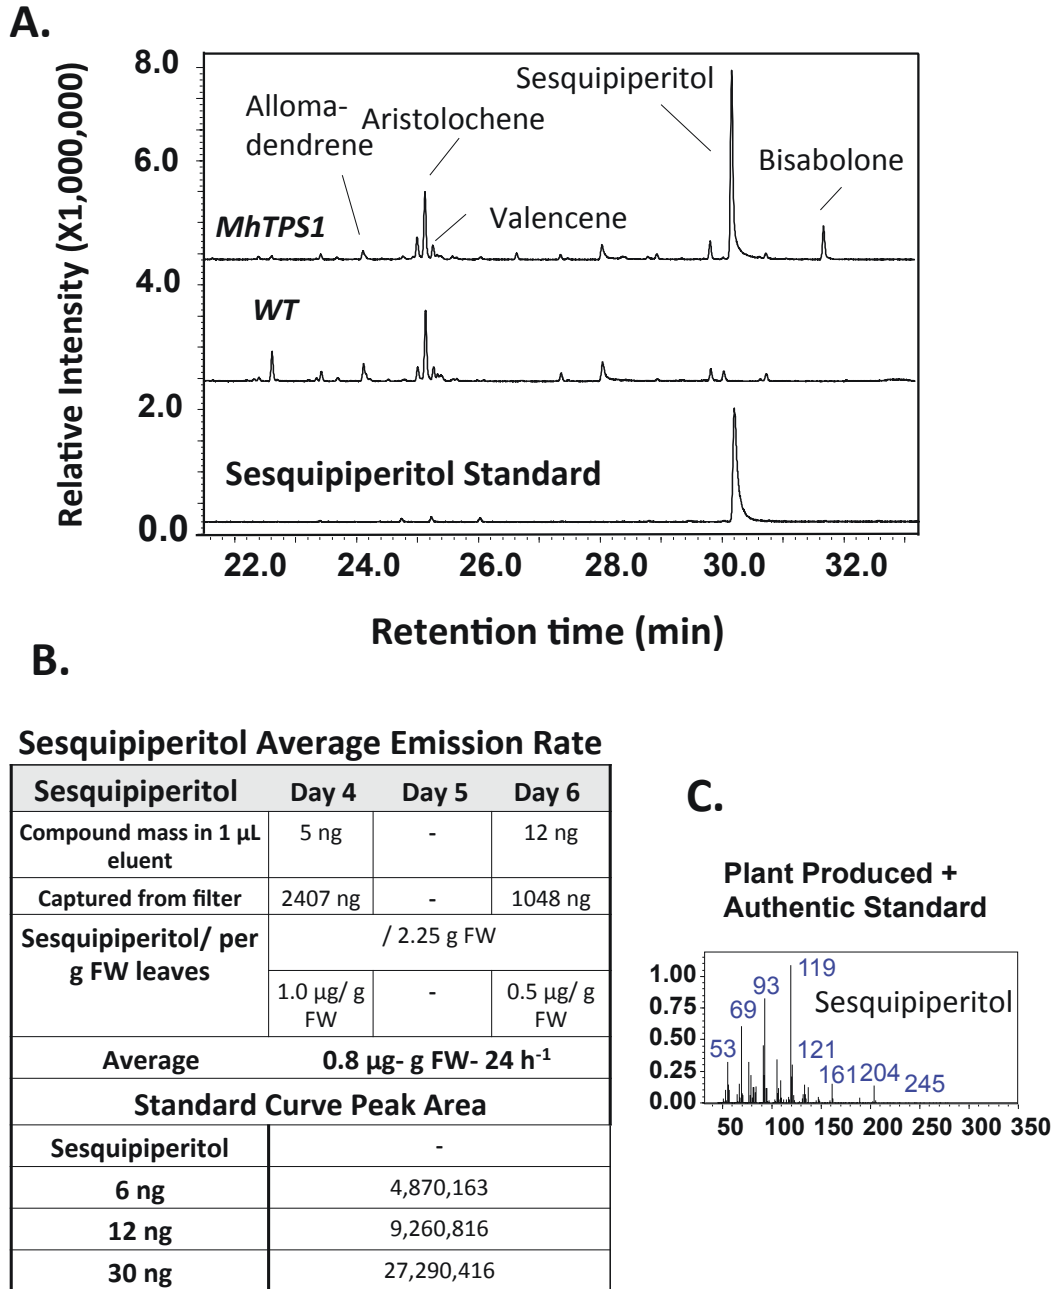 A.
Relative Intensity (X1,000,000)
8.0
6.0
4.0
2.0
0.0
Alloma-
dendrene
Aristolochene
Valencene
Sesquipiperitol
Bisabolone
MhTPS1
WT
Sesquipiperitol Standard
22.0 24.0 26.0 28.0 30.0 32.0
Retention time (min)
B.
Sesquipiperitol Average Emission Rate
Sesquipiperitol Day 4 Day 5 Day 6
Compound mass in 1 µL
eluent
5 ng - 12 ng
Captured from filter 2407 ng - 1048 ng
Sesquipiperitol/ per
g FW leaves
/ 2.25 g FW
1.0 µg/ g
FW
-
0.5 µg/ g
FW
Average 0.8 µg- g FW- 24 h-1
Standard Curve Peak Area
Sesquipiperitol -
6 ng 4,870,163
12 ng 9,260,816
30 ng 27,290,416
C.
Plant Produced +
Authentic Standard
1.00
0.75
0.50
0.25
0.00
53
69
93
119
121
161
204
245
Sesquipiperitol
50 100 150 200 250 300 350